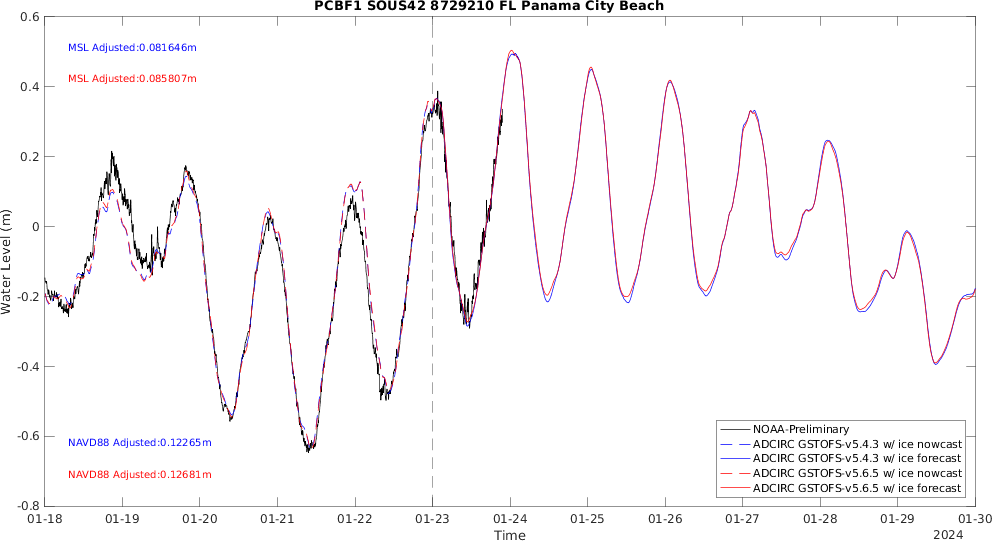 PCBF1 SOUS42 8729210 FL Panama City Beach
0.6
0.4
0.2
0
-0.2
-0.4
-0.6
-0.8
Water Level (m)
MSL Adjusted:0.081646m
MSL Adjusted:0.085807m
NAVD88 Adjusted:0.12265m
NAVD88 Adjusted:0.12681m
NOAA-Preliminary
ADCIRC GSTOFS-v5.4.3 w/ ice nowcast
ADCIRC GSTOFS-v5.4.3 w/ ice forecast
ADCIRC GSTOFS-v5.6.5 w/ ice nowcast
ADCIRC GSTOFS-v5.6.5 w/ ice forecast
01-18 01-19 01-20 01-21 01-22 01-23 01-24 01-25 01-26 01-27 01-28 01-29 01-30
Time
2024